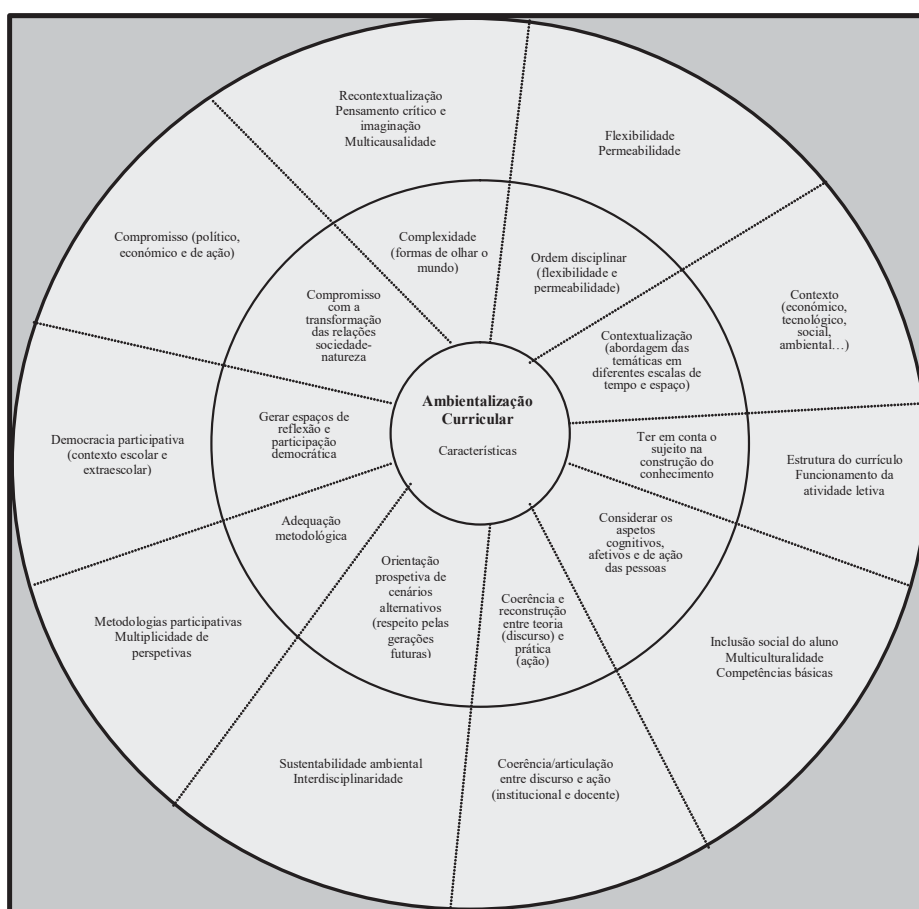 Recontextualização
Pensamento crítico e
imaginação
Multicausalidade
Flexibilidade
Permeabilidade
Compromisso (político,
económico e de ação)
Complexidade
(formas de olhar o
mundo)
Ordem disciplinar
(flexibilidade e
permeabilidade)
Contexto
(económico,
tecnológico,
social,
ambiental…)
Compromisso
com a
transformação
das relações
sociedade-
natureza
Contextualização
(abordagem das
temáticas em
diferentes escalas de
tempo e espaço)
Ambientalização
Curricular
Características
Gerar espaços de
reflexão e
participação
democrática
Democracia participativa
(contexto escolar e
extraescolar)
Ter em conta o
sujeito na
construção do
conhecimento
Estrutura do currículo
Funcionamento da
atividade letiva
Adequação
metodológica
Considerar os
aspetos
cognitivos,
afetivos e de ação
das pessoas
Orientação
prospetiva de
cenários
alternativos
(respeito pelas
gerações
futuras)
Coerência e
reconstrução
entre teoria
(discurso) e
prática
(ação)
Metodologias participativas
Multiplicidade de
perspetivas
Inclusão social do aluno
Multiculturalidade
Competências básicas
Sustentabilidade ambiental
Interdisciplinaridade
Coerência/articulação
entre discurso e ação
(institucional e docente)